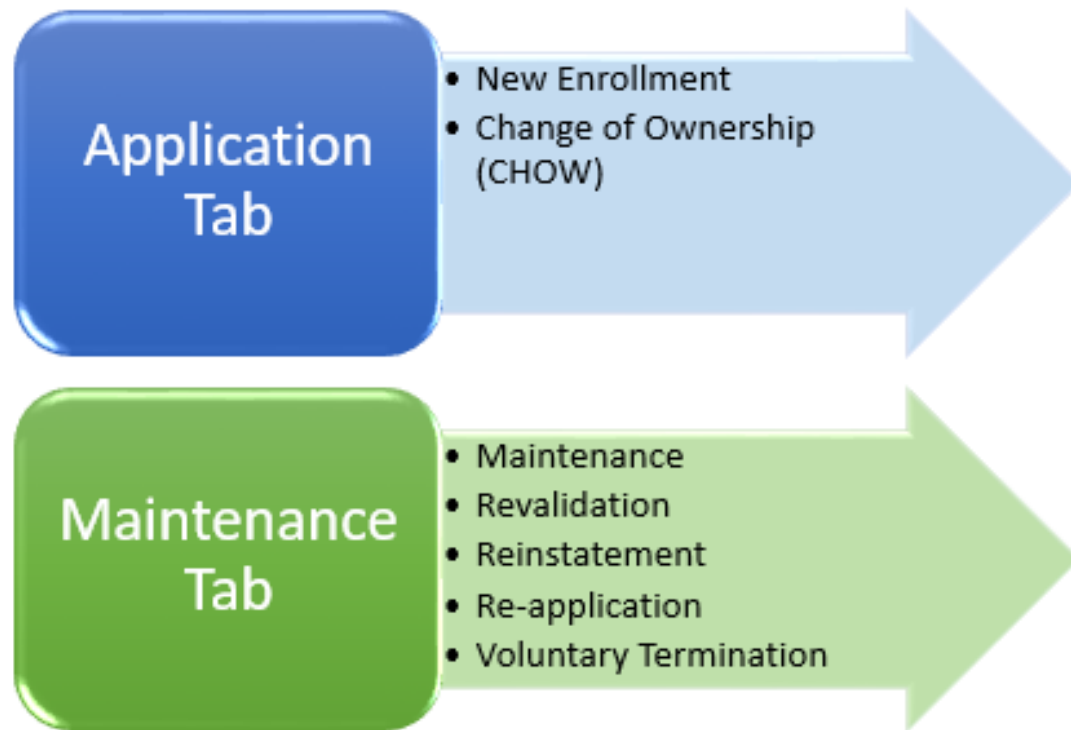 Application
Tab
• New Enrollment
• Change of Ownership
(CHOW)
Maintenance
Tab
• Maintenance
• Revalidation
• Reinstatement
• Re-application
• Voluntary Termination